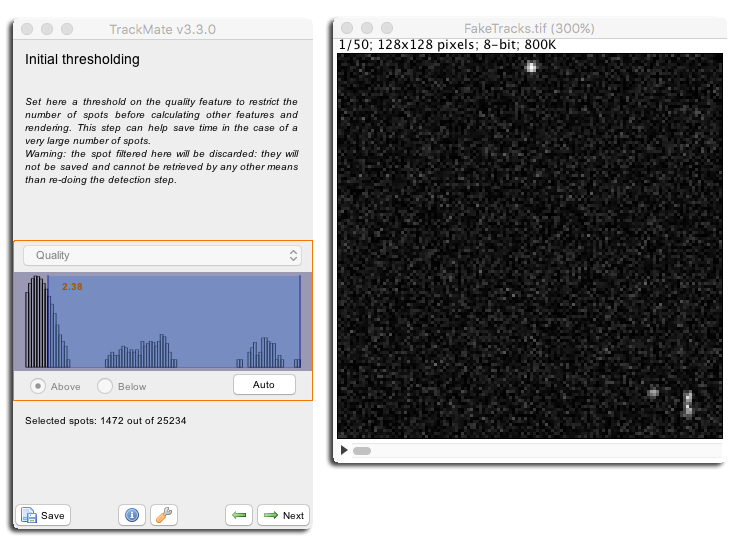 TrackMate v3.3.0
Initial thresholding
Set here a threshold on the quality feature to restrict the
number of spots before calculating other features and
rendering. This step can help save time in the case of a
very large number of spots.
Warning: the spot filtered here will be discarded: they will
not be saved and cannot be retrieved by any other means
than re-doing the detection step.
Quality
2.38
Above
Below
Auto
Selected spots: 1472 out of 25234
Save
Next
FakeTracks.tif (300%)
1/50; 128x128 pixels; 8-bit; 800K